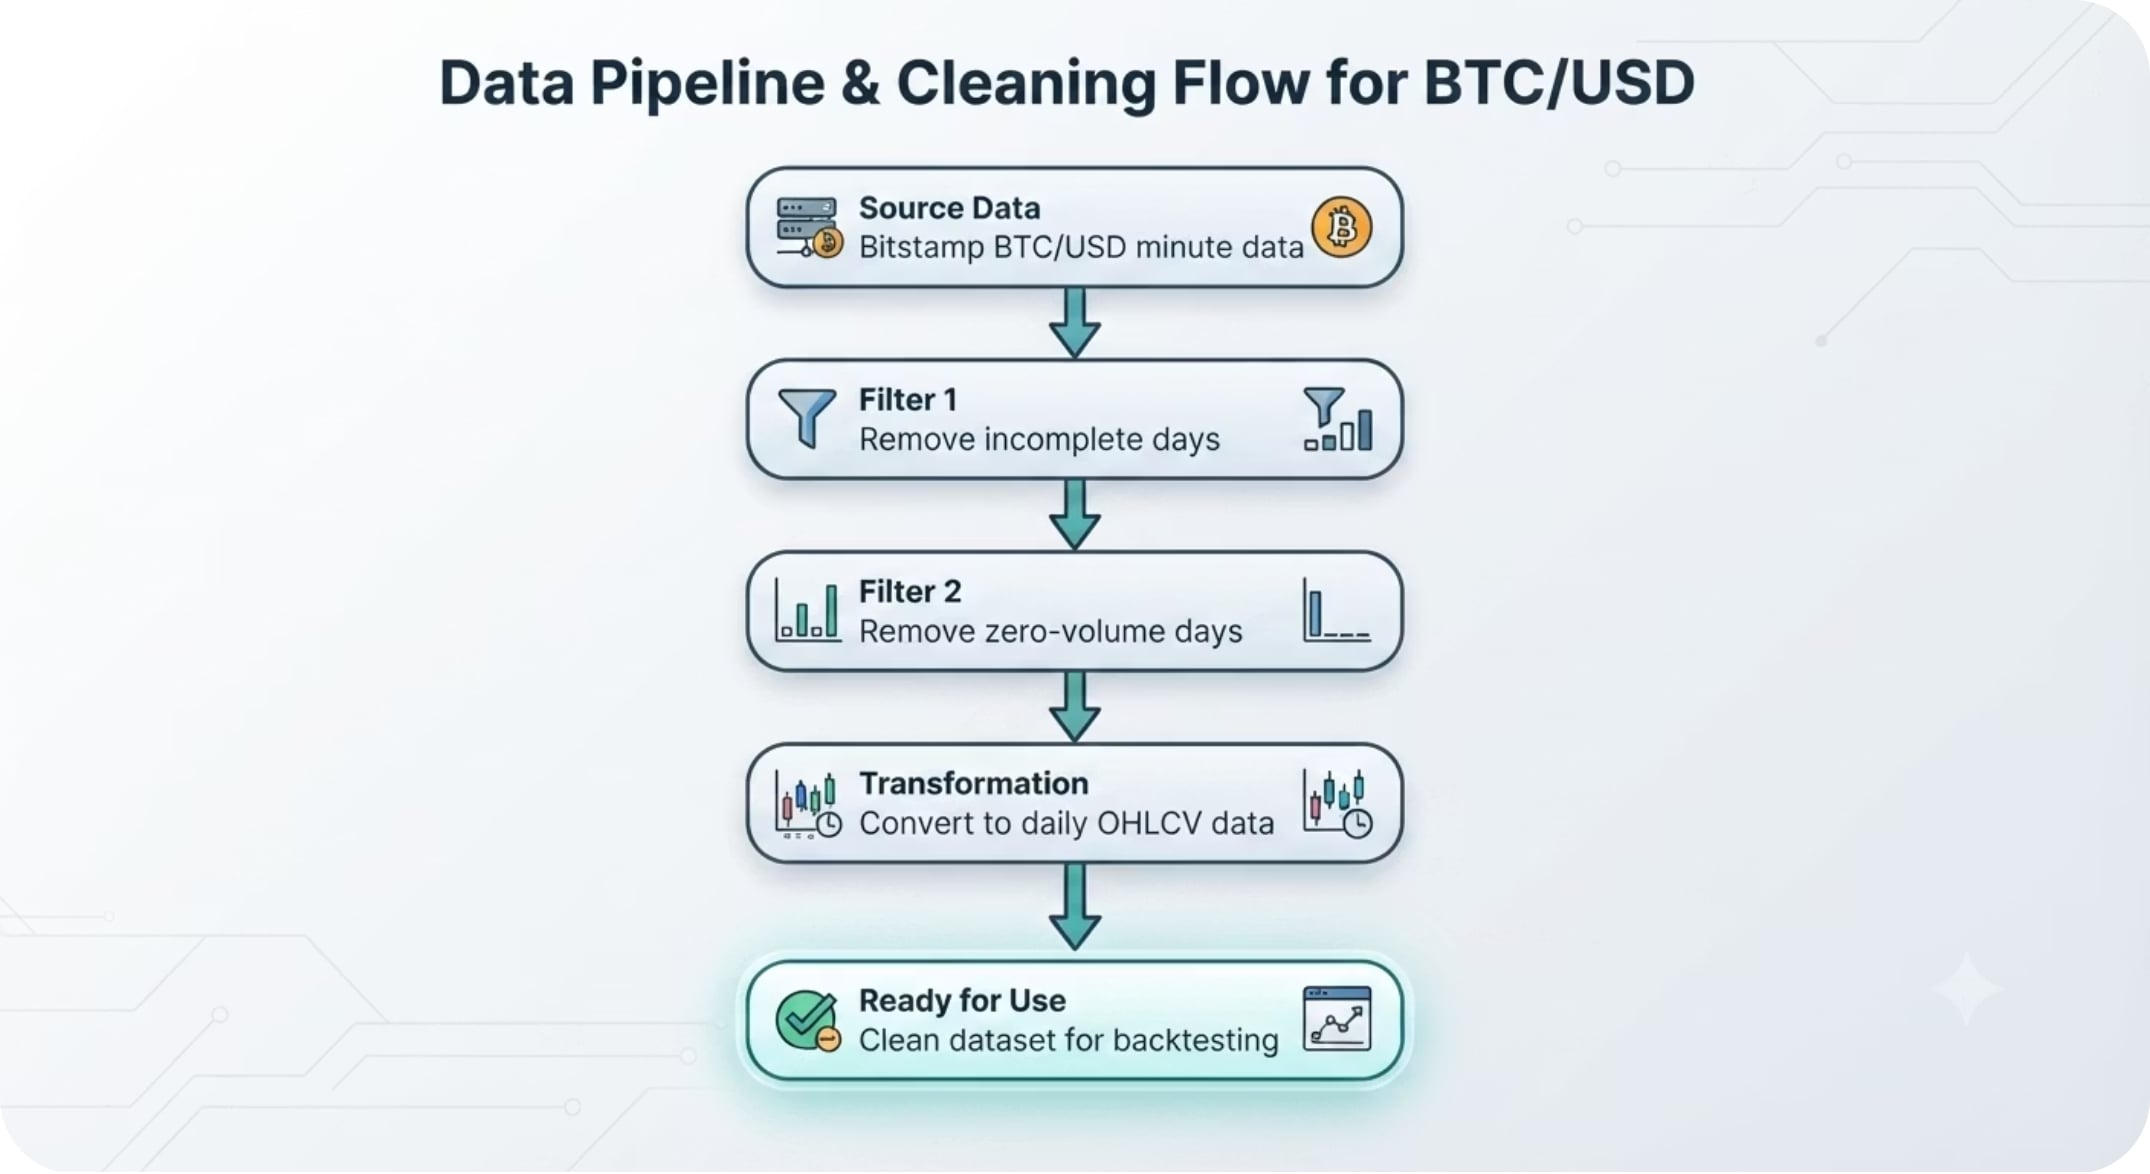 Data Pipeline & Cleaning Flow for BTC/USD
Source Data
Bitstamp BTC/USD minute data
Filter 1
Remove incomplete days
Filter 2
Remove zero-volume days
Transformation
Convert to daily OHLCV data
Ready for Use
Clean dataset for backtesting